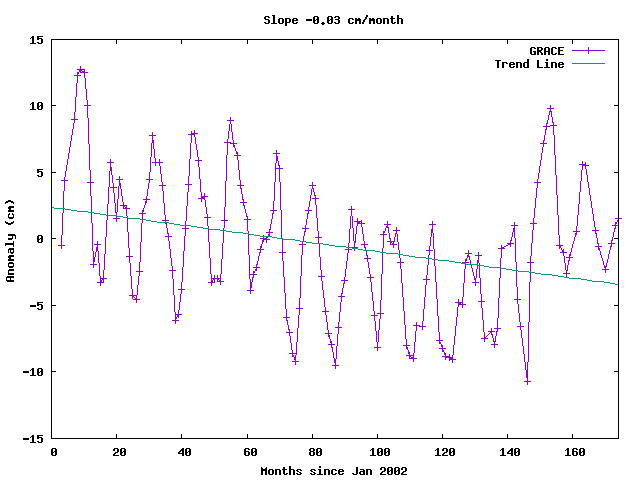 Slope -0.03 cm/month
GRACE
Trend Line
Anomaly (cm)
15
10
5
0
-5
-10
-15
0 20 40 60 80 100 120 140 160
Months since Jan 2002